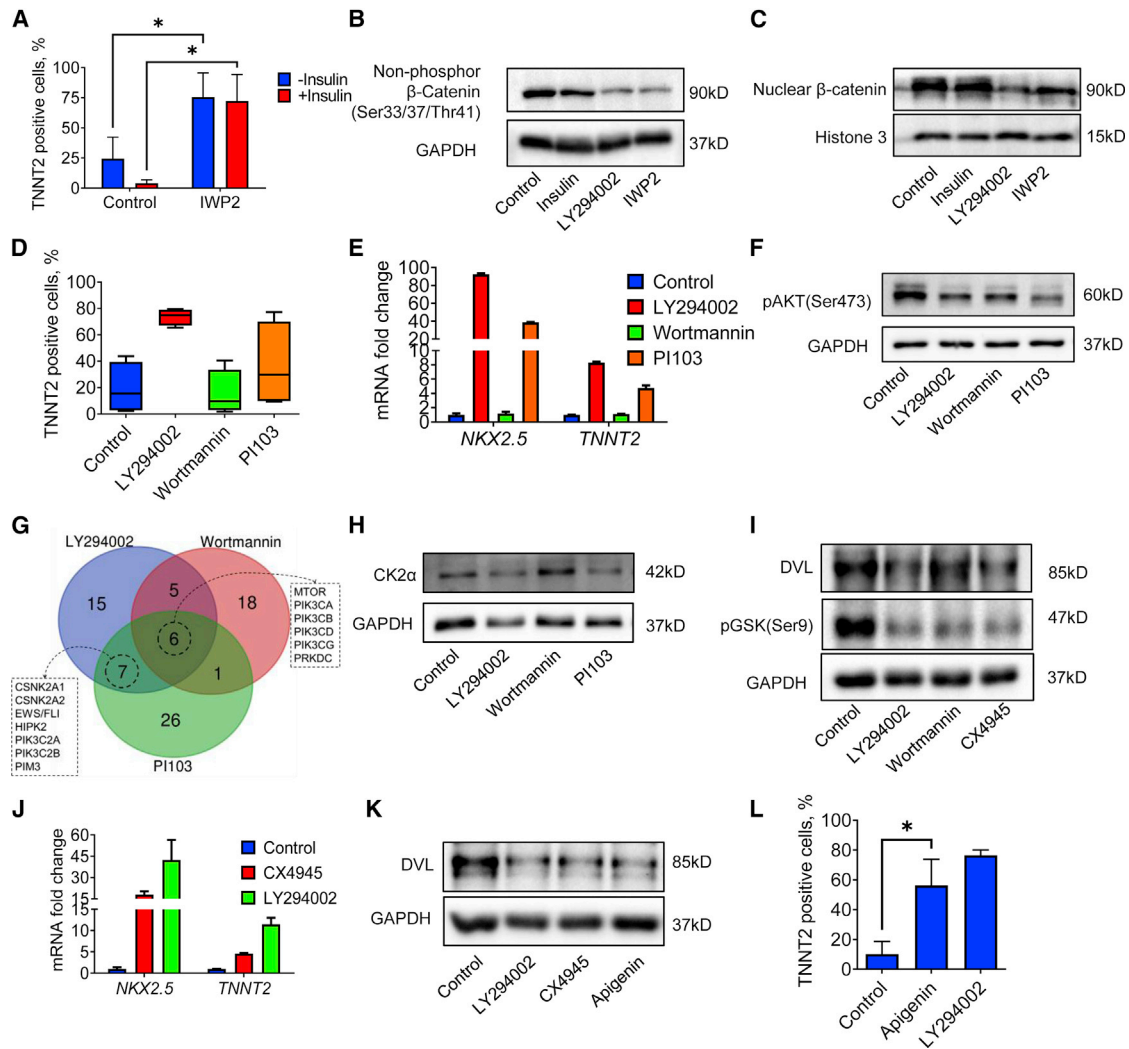 A
TNNT2 positive cells, %
100
75
50
25
0
*
*
-Insulin
+Insulin
Control
IWP2
B
Non-phosphor
β-Catenin
(Ser33/37/Thr41)
90kD
GAPDH
37kD
Control
Insulin
LY294002
IWP2
C
Nuclear β-catenin
90kD
Histone 3
15kD
Control
Insulin
LY294002
IWP2
D
TNNT2 positive cells, %
100
80
60
40
20
0
Control
LY294002
Wortmannin
PI103
E
mRNA fold change
100
80
60
40
20
0
8
6
4
2
0
Control
LY294002
Wortmannin
PI103
NKX2.5
TNNT2
F
pAKT(Ser473)
60kD
GAPDH
37kD
Control
LY294002
Wortmannin
PI103
G
LY294002
Wortmannin
15
5
18
6
7
1
26
PI103
MTOR
PIK3CA
PIK3CB
PIK3CD
PIK3CG
PRKDC
CSNK2A1
CSNK2A2
EWS/FLI
HIPK2
PIK3C2A
PIK3C2B
PIM3
H
CK2α
42kD
GAPDH
37kD
Control
LY294002
Wortmannin
PI103
I
DVL
85kD
pGSK(Ser9)
47kD
GAPDH
37kD
Control
LY294002
Wortmannin
CX4945
J
mRNA fold change
60
45
30
15
15
10
5
0
Control
CX4945
LY294002
NKX2.5
TNNT2
K
DVL
85kD
GAPDH
37kD
Control
LY294002
CX4945
Apigenin
L
TNNT2 positive cells, %
100
80
60
40
20
0
*
Control
Apigenin
LY294002